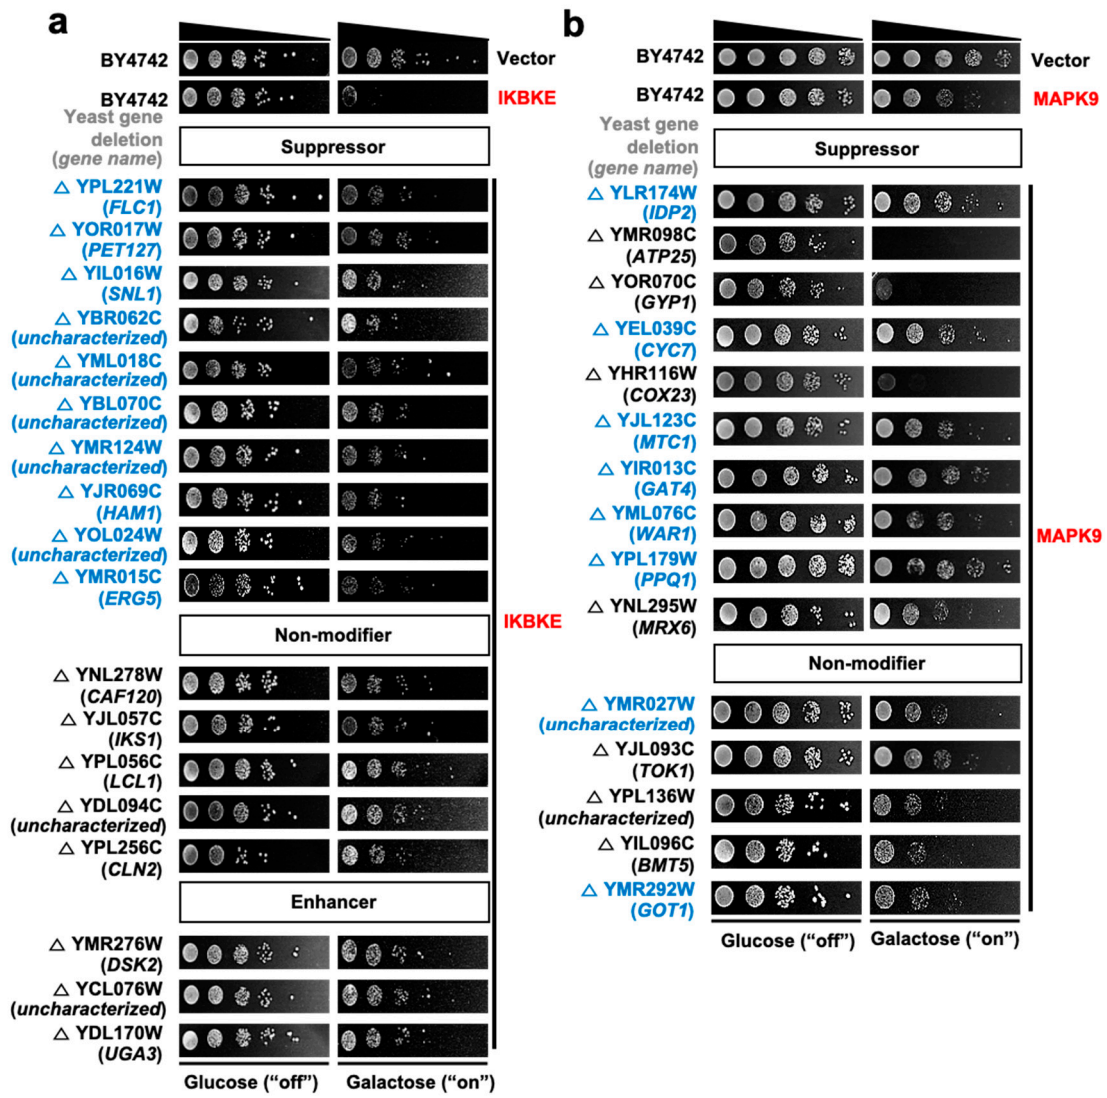 a
BY4742
Vector
BY4742
IKBKE
Yeast gene
deletion
(gene name)
Suppressor
△ YPL221W
(FLC1)
△ YOR017W
(PET127)
△ YIL016W
(SNL1)
△ YBR062C
(uncharacterized)
△ YML018C
(uncharacterized)
△ YBL070C
(uncharacterized)
△ YMR124W
(uncharacterized)
△ YJR069C
(HAM1)
△ YOL024W
(uncharacterized)
△ YMR015C
(ERG5)
IKBKE
Non-modifier
△ YNL278W
(CAF120)
△ YJL057C
(IKS1)
△ YPL056C
(LCL1)
△ YDL094C
(uncharacterized)
△ YPL256C
(CLN2)
Enhancer
△ YMR276W
(DSK2)
△ YCL076W
(uncharacterized)
△ YDL170W
(UGA3)
Glucose (“off”)
Galactose (“on”)
b
BY4742
Vector
BY4742
MAPK9
Yeast gene
deletion
(gene name)
Suppressor
△ YLR174W
(IDP2)
△ YMR098C
(ATP25)
△ YOR070C
(GYP1)
△ YEL039C
(CYC7)
△ YHR116W
(COX23)
△ YJL123C
(MTC1)
△ YIR013C
(GAT4)
△ YML076C
(WAR1)
MAPK9
△ YPL179W
(PPQ1)
△ YNL295W
(MRX6)
Non-modifier
△ YMR027W
(uncharacterized)
△ YJL093C
(TOK1)
△ YPL136W
(uncharacterized)
△ YIL096C
(BMT5)
△ YMR292W
(GOT1)
Glucose (“off”)
Galactose (“on”)